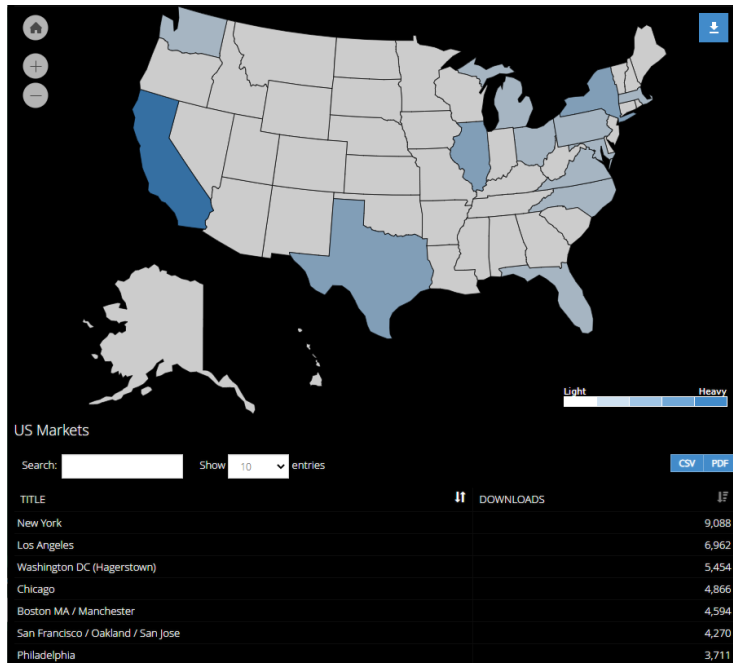 Light Heavy
US Markets
Search: Show 10 entries CSV PDF
TITLE DOWNLOADS
New York 9,088
Los Angeles 6,962
Washington DC (Hagerstown) 5,454
Chicago 4,866
Boston MA / Manchester 4,594
San Francisco / Oakland / San Jose 4,270
Philadelphia 3,711